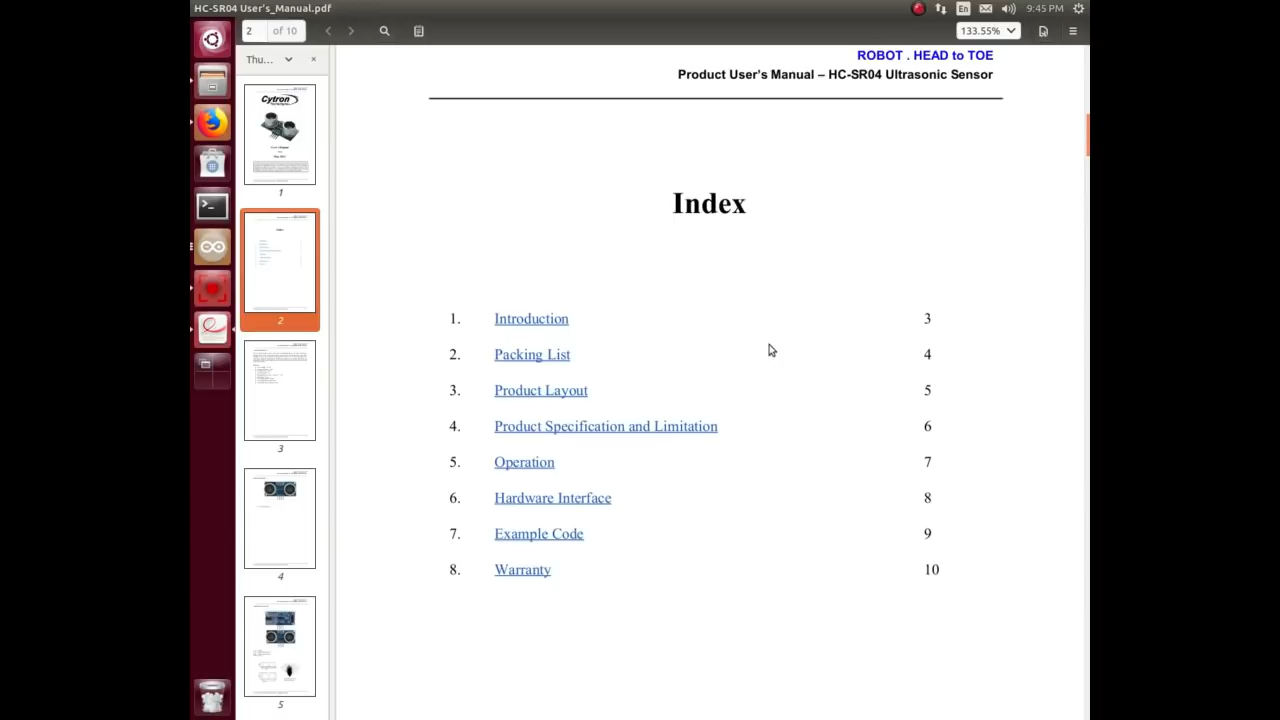 HC-SR04 User's_Manual.pdf
En
9:45 PM
2
of 10
133.55%
Thu...
Cytron
1
2
3
4
5
ROBOT . HEAD to TOE
Product User's Manual – HC-SR04 Ultrasonic Sensor
Index
1. Introduction 3
2. Packing List 4
3. Product Layout 5
4. Product Specification and Limitation 6
5. Operation 7
6. Hardware Interface 8
7. Example Code 9
8. Warranty 10